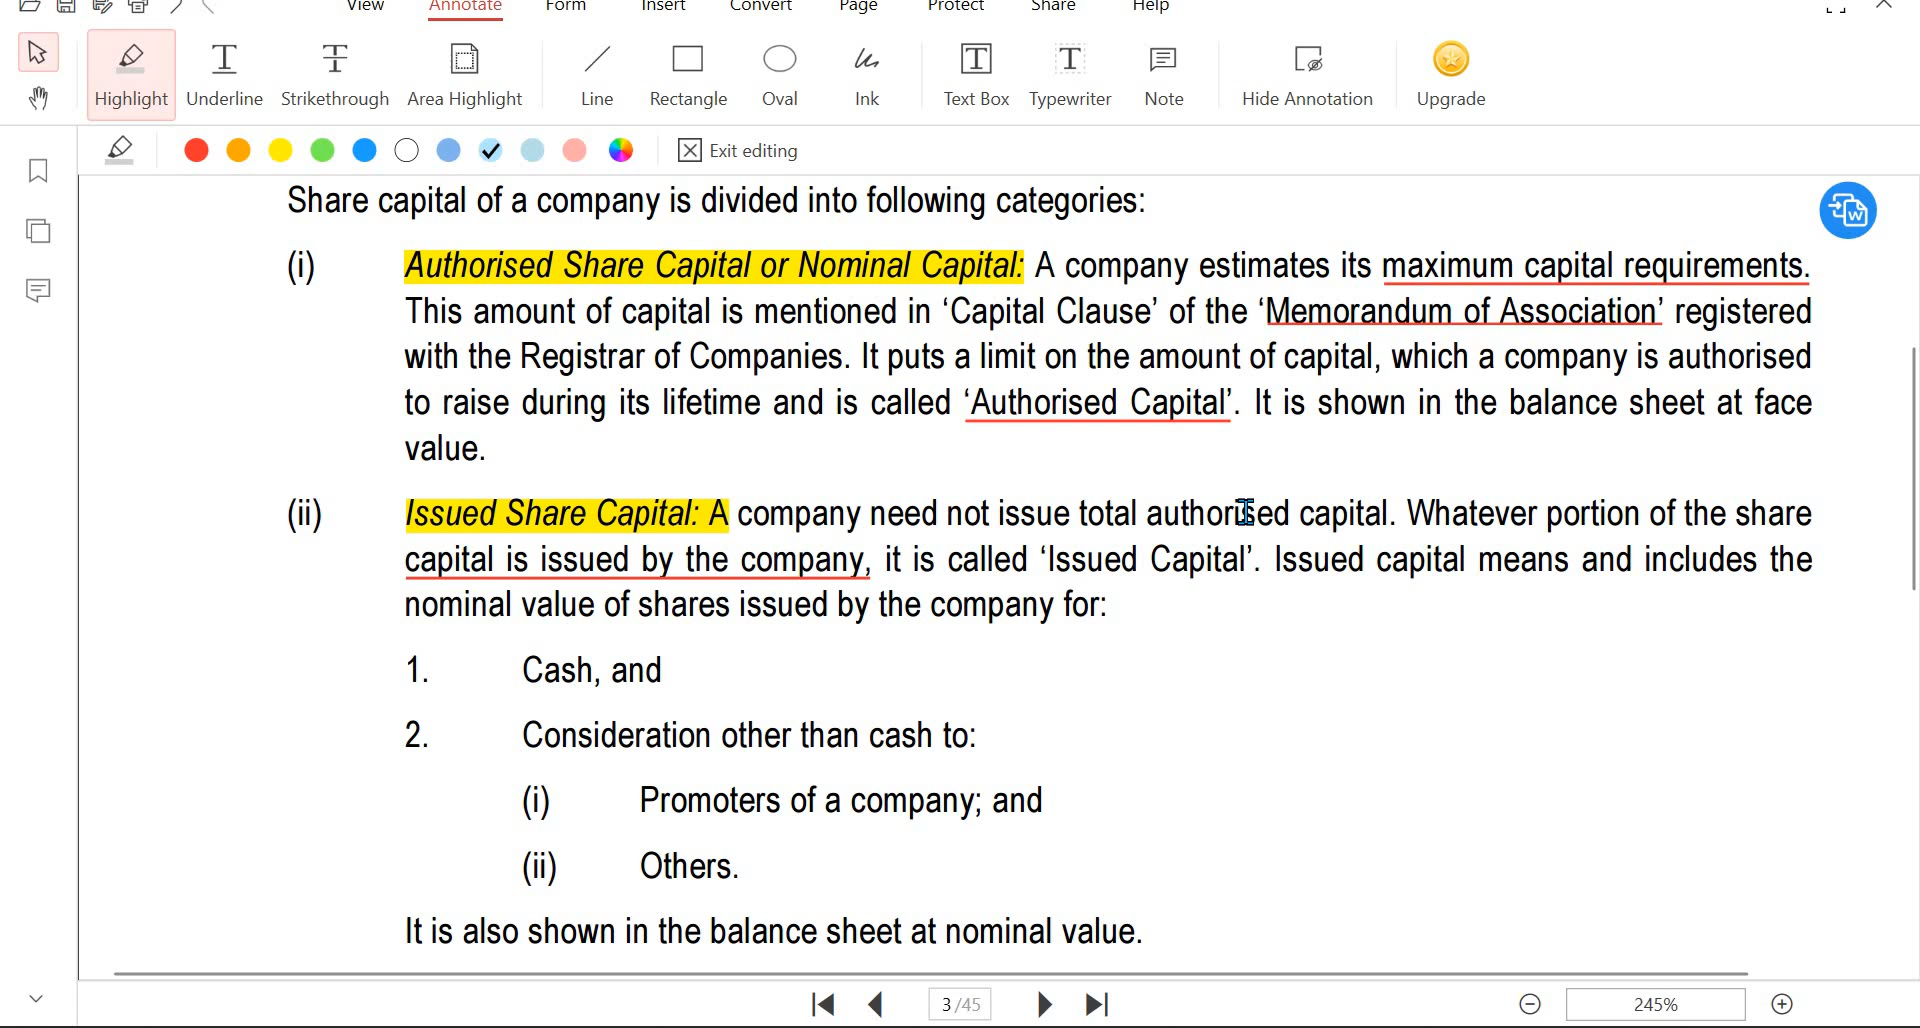 View Annotate Form Insert Convert Page Protect Share Help
Highlight Underline Strikethrough Area Highlight Line Rectangle Oval Ink Text Box Typewriter Note Hide Annotation Upgrade
Exit editing
Share capital of a company is divided into following categories:
(i) Authorised Share Capital or Nominal Capital: A company estimates its maximum capital requirements.
This amount of capital is mentioned in ‘Capital Clause’ of the ‘Memorandum of Association’ registered
with the Registrar of Companies. It puts a limit on the amount of capital, which a company is authorised
to raise during its lifetime and is called ‘Authorised Capital’. It is shown in the balance sheet at face
value.
(ii) Issued Share Capital: A company need not issue total authorised capital. Whatever portion of the share
capital is issued by the company, it is called ‘Issued Capital’. Issued capital means and includes the
nominal value of shares issued by the company for:
1. Cash, and
2. Consideration other than cash to:
(i) Promoters of a company; and
(ii) Others.
It is also shown in the balance sheet at nominal value.
3 /45 245%